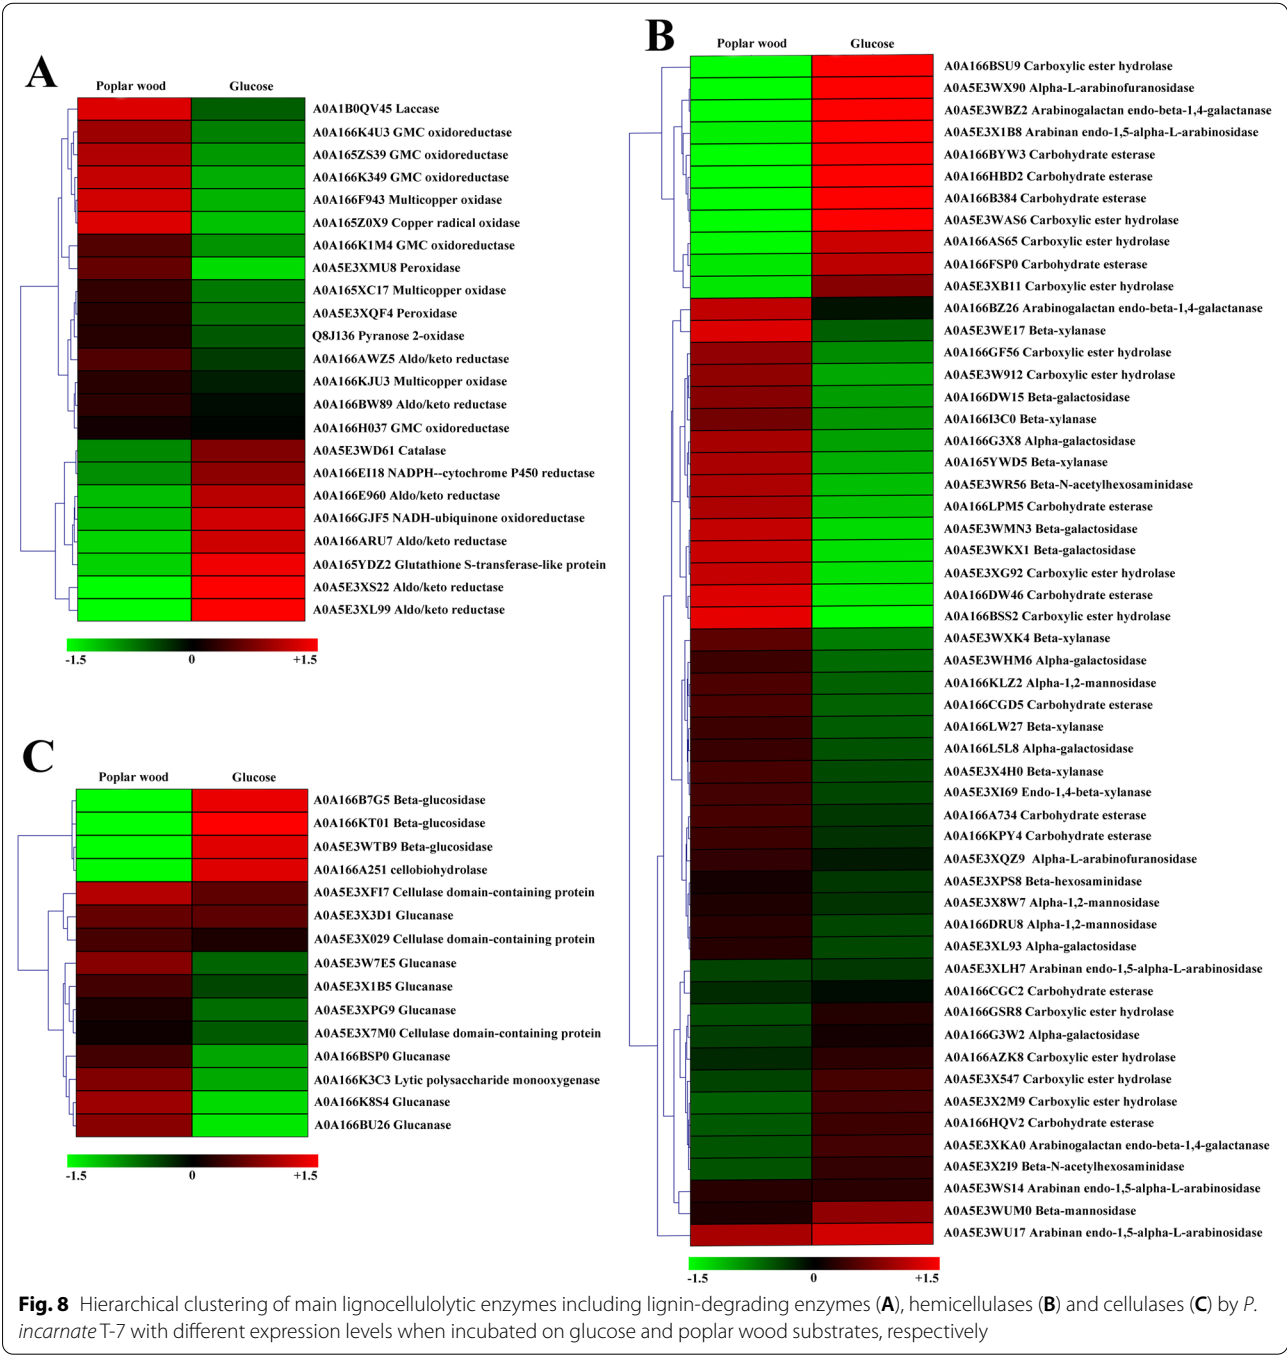 A
Poplar wood Glucose
A0A1B0QV45 Laccase
A0A166K4U3 GMC oxidoreductase
A0A165ZS39 GMC oxidoreductase
A0A166K349 GMC oxidoreductase
A0A166F943 Multicopper oxidase
A0A165Z0X9 Copper radical oxidase
A0A166K1M4 GMC oxidoreductase
A0A5E3XMU8 Peroxidase
A0A165XC17 Multicopper oxidase
A0A5E3XQF4 Peroxidase
Q8J136 Pyranose 2-oxidase
A0A166AWZ5 Aldo/keto reductase
A0A166KJU3 Multicopper oxidase
A0A166BW89 Aldo/keto reductase
A0A166H037 GMC oxidoreductase
A0A5E3WD61 Catalase
A0A166EI18 NADPH--cytochrome P450 reductase
A0A166E960 Aldo/keto reductase
A0A166GJF5 NADH-ubiquinone oxidoreductase
A0A166ARU7 Aldo/keto reductase
A0A165YDZ2 Glutathione S-transferase-like protein
A0A5E3XS22 Aldo/keto reductase
A0A5E3XL99 Aldo/keto reductase
-1.5 0 +1.5
B
Poplar wood Glucose
A0A166BSU9 Carboxylic ester hydrolase
A0A5E3WX90 Alpha-L-arabinofuranosidase
A0A5E3WBZ2 Arabinogalactan endo-beta-1,4-galactanase
A0A5E3X1B8 Arabinan endo-1,5-alpha-L-arabinosidase
A0A166BYW3 Carbohydrate esterase
A0A166HBD2 Carbohydrate esterase
A0A166B384 Carbohydrate esterase
A0A5E3WAS6 Carboxylic ester hydrolase
A0A166AS65 Carboxylic ester hydrolase
A0A166FSP0 Carbohydrate esterase
A0A5E3XB11 Carboxylic ester hydrolase
A0A166BZ26 Arabinogalactan endo-beta-1,4-galactanase
A0A5E3WE17 Beta-xylanase
A0A166GF56 Carboxylic ester hydrolase
A0A5E3W912 Carboxylic ester hydrolase
A0A166DW15 Beta-galactosidase
A0A166I3C0 Beta-xylanase
A0A166G3X8 Alpha-galactosidase
A0A165YWD5 Beta-xylanase
A0A5E3WR56 Beta-N-acetylhexosaminidase
A0A166LPM5 Carbohydrate esterase
A0A5E3WMN3 Beta-galactosidase
A0A5E3WKX1 Beta-galactosidase
A0A5E3XG92 Carboxylic ester hydrolase
A0A166DW46 Carbohydrate esterase
A0A166BSS2 Carboxylic ester hydrolase
A0A5E3WXK4 Beta-xylanase
A0A5E3WHM6 Alpha-galactosidase
A0A166KLZ2 Alpha-1,2-mannosidase
A0A166CGD5 Carbohydrate esterase
A0A166LW27 Beta-xylanase
A0A166L5L8 Alpha-galactosidase
A0A5E3X4H0 Beta-xylanase
A0A5E3XI69 Endo-1,4-beta-xylanase
A0A166A734 Carbohydrate esterase
A0A166KPY4 Carbohydrate esterase
A0A5E3XQZ9 Alpha-L-arabinofuranosidase
A0A5E3XPS8 Beta-hexosaminidase
A0A5E3X8W7 Alpha-1,2-mannosidase
A0A166DRU8 Alpha-1,2-mannosidase
A0A5E3XL93 Alpha-galactosidase
A0A5E3XLH7 Arabinan endo-1,5-alpha-L-arabinosidase
A0A166CGC2 Carbohydrate esterase
A0A166GSR8 Carboxylic ester hydrolase
A0A166G3W2 Alpha-galactosidase
A0A166AZK8 Carboxylic ester hydrolase
A0A5E3X547 Carboxylic ester hydrolase
A0A5E3X2M9 Carboxylic ester hydrolase
A0A166HQV2 Carbohydrate esterase
A0A5E3XKA0 Arabinogalactan endo-beta-1,4-galactanase
A0A5E3X2I9 Beta-N-acetylhexosaminidase
A0A5E3WS14 Arabinan endo-1,5-alpha-L-arabinosidase
A0A5E3WUM0 Beta-mannosidase
A0A5E3WU17 Arabinan endo-1,5-alpha-L-arabinosidase
-1.5 0 +1.5
C
Poplar wood Glucose
A0A166B7G5 Beta-glucosidase
A0A166KT01 Beta-glucosidase
A0A5E3WTB9 Beta-glucosidase
A0A166A251 cellobiohydrolase
A0A5E3XFI7 Cellulase domain-containing protein
A0A5E3X3D1 Glucanase
A0A5E3X029 Cellulase domain-containing protein
A0A5E3W7E5 Glucanase
A0A5E3X1B5 Glucanase
A0A5E3XPG9 Glucanase
A0A5E3X7M0 Cellulase domain-containing protein
A0A166BSP0 Glucanase
A0A166K3C3 Lytic polysaccharide monooxygenase
A0A166K8S4 Glucanase
A0A166BU26 Glucanase
-1.5 0 +1.5
Fig. 8 Hierarchical clustering of main lignocellulolytic enzymes including lignin-degrading enzymes (A), hemicellulases (B) and cellulases (C) by P.
incarnate T-7 with different expression levels when incubated on glucose and poplar wood substrates, respectively